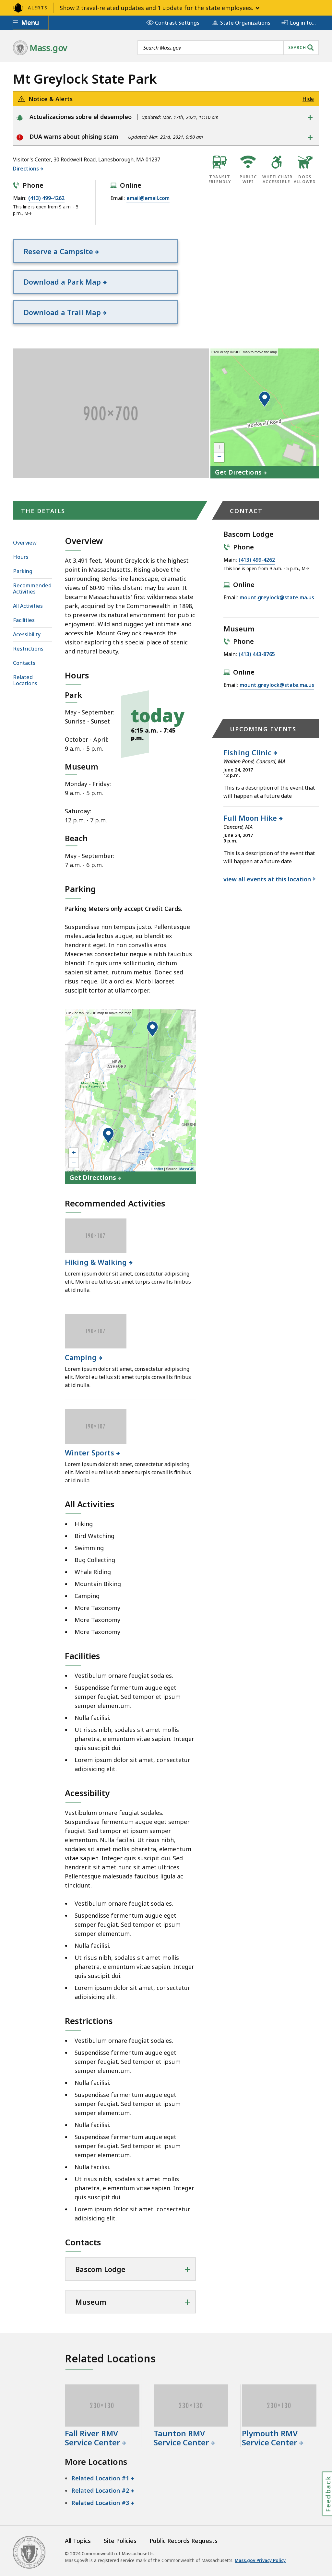 ALERTS Show 2 travel-related updates and 1 update for the state employees.
Menu Contrast Settings State Organizations Log in to...
Mass.gov Search Mass.gov SEARCH
Mt Greylock State Park
Notice & Alerts Hide
Actualizaciones sobre el desempleo Updated: Mar. 17th, 2021, 11:10 am +
DUA warns about phising scam Updated: Mar. 23rd, 2021, 9:50 am +
Visitor's Center, 30 Rockwell Road, Lanesborough, MA 01237
Directions
TRANSIT FRIENDLY
PUBLIC WIFI
WHEELCHAIR ACCESSIBLE
DOGS ALLOWED
Phone
Main: (413) 499-4262
This line is open from 9 a.m. - 5
p.m., M-F
Online
Email: email@email.com
Reserve a Campsite
Download a Park Map
Download a Trail Map
900×700
Click or tap INSIDE map to move the map
Rockwell Road
+
−
Get Directions
THE DETAILS
CONTACT
Overview
Hours
Parking
Recommended
Activities
All Activities
Facilities
Acessibility
Restrictions
Contacts
Related
Locations
Overview
At 3,491 feet, Mount Greylock is the
highest point in Massachusetts. Rising
above the surrounding Berkshire
landscape, dramatic views of 60-90
miles distant may be seen. It became
Massachusetts' first wilderness state
park, acquired by the Commonwealth in
1898. Wild and rugged yet intimate and
accessible, Mount Greylock rewards the
visitor exploring this special place of
scenic and natural beauty.
Hours
Park
May - September:
Sunrise - Sunset
October - April:
9 a.m. - 5 p.m.
today
6:15 a.m. - 7:45
p.m.
Museum
Monday - Friday:
9 a.m. - 5 p.m.
Saturday:
12 p.m. - 7 p.m.
Beach
May - September:
7 a.m. - 6 p.m.
Parking
Parking Meters only accept Credit Cards.
Suspendisse non tempus justo. Pellentesque
malesuada lectus augue, eu blandit ex
hendrerit eget. In non convallis eros.
Maecenas consectetur neque a nibh faucibus
blandit. In quis urna sollicitudin, dictum
sapien et, rutrum metus. Donec sed
risus neque. Ut a orci ex. Morbi laoreet
suscipit tortor at ullamcorper.
Click or tap INSIDE map to move the map
NEW
ASHFORD
+
−
Leaflet | Source: MassGIS
Get Directions
Recommended Activities
190×107
Hiking & Walking
Lorem ipsum dolor sit amet, consectetur adipiscing
elit. Morbi eu tellus sit amet turpis convallis finibus
at id nulla.
190×107
Camping
Lorem ipsum dolor sit amet, consectetur adipiscing
elit. Morbi eu tellus sit amet turpis convallis finibus
at id nulla.
190×107
Winter Sports
Lorem ipsum dolor sit amet, consectetur adipiscing
elit. Morbi eu tellus sit amet turpis convallis finibus
at id nulla.
All Activities
Hiking
Bird Watching
Swimming
Bug Collecting
Whale Riding
Mountain Biking
Camping
More Taxonomy
More Taxonomy
More Taxonomy
Facilities
Vestibulum ornare feugiat sodales.
Suspendisse fermentum augue eget
semper feugiat. Sed tempor et ipsum
semper elementum.
Nulla facilisi.
Ut risus nibh, sodales sit amet mollis
pharetra, elementum vitae sapien. Integer
quis suscipit dui.
Lorem ipsum dolor sit amet, consectetur
adipisicing elit.
Acessibility
Vestibulum ornare feugiat sodales.
Suspendisse fermentum augue eget semper
feugiat. Sed tempor et ipsum semper
elementum. Nulla facilisi. Ut risus nibh,
sodales sit amet mollis pharetra, elementum
vitae sapien. Integer quis suscipit dui. Sed
hendrerit sit amet nunc sit amet ultrices.
Pellentesque malesuada faucibus ligula ac
tincidunt.
Vestibulum ornare feugiat sodales.
Suspendisse fermentum augue eget
semper feugiat. Sed tempor et ipsum
semper elementum.
Nulla facilisi.
Ut risus nibh, sodales sit amet mollis
pharetra, elementum vitae sapien. Integer
quis suscipit dui.
Lorem ipsum dolor sit amet, consectetur
adipisicing elit.
Restrictions
Vestibulum ornare feugiat sodales.
Suspendisse fermentum augue eget
semper feugiat. Sed tempor et ipsum
semper elementum.
Nulla facilisi.
Suspendisse fermentum augue eget
semper feugiat. Sed tempor et ipsum
semper elementum.
Nulla facilisi.
Suspendisse fermentum augue eget
semper feugiat. Sed tempor et ipsum
semper elementum.
Nulla facilisi.
Ut risus nibh, sodales sit amet mollis
pharetra, elementum vitae sapien. Integer
quis suscipit dui.
Lorem ipsum dolor sit amet, consectetur
adipisicing elit.
Contacts
Bascom Lodge +
Museum +
Bascom Lodge
Phone
Main: (413) 499-4262
This line is open from 9 a.m. - 5 p.m., M-F
Online
Email: mount.greylock@state.ma.us
Museum
Phone
Main: (413) 443-8765
Online
Email: mount.greylock@state.ma.us
UPCOMING EVENTS
Fishing Clinic
Walden Pond, Concord, MA
June 24, 2017
12 p.m.
This is a description of the event that
will happen at a future date
Full Moon Hike
Concord, MA
June 24, 2017
9 p.m.
This is a description of the event that
will happen at a future date
view all events at this location
Related Locations
230×130
Fall River RMV
Service Center
230×130
Taunton RMV
Service Center
230×130
Plymouth RMV
Service Center
More Locations
Related Location #1
Related Location #2
Related Location #3
Feedback
All Topics Site Policies Public Records Requests
© 2024 Commonwealth of Massachusetts.
Mass.gov® is a registered service mark of the Commonwealth of Massachusetts. Mass.gov Privacy Policy